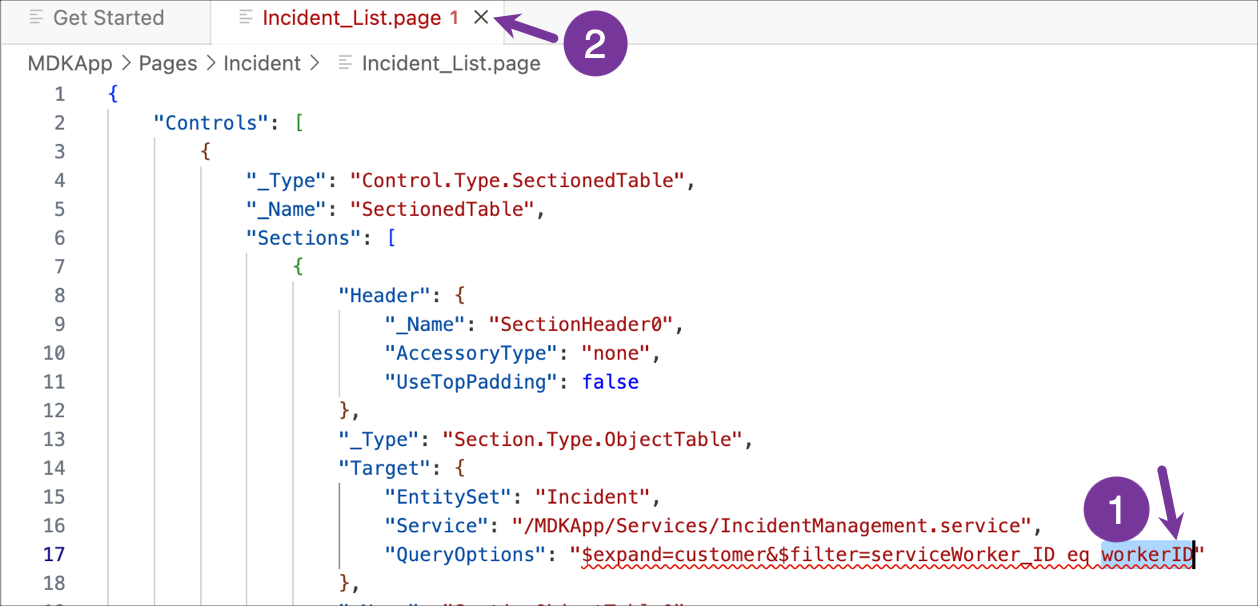 Get Started Incident_List.page 1
2
MDKApp > Pages > Incident > Incident_List.page
1 {
2 "Controls": [
3 {
4 "_Type": "Control.Type.SectionedTable",
5 "_Name": "SectionedTable",
6 "Sections": [
7 {
8 "Header": {
9 "_Name": "SectionHeader0",
10 "AccessoryType": "none",
11 "UseTopPadding": false
12 },
13 "_Type": "Section.Type.ObjectTable",
14 "Target": {
15 "EntitySet": "Incident",
16 "Service": "/MDKApp/Services/IncidentManagement.service",
1
17 "QueryOptions": "$expand=customer&$filter=serviceWorker_ID eq workerID"
18 },